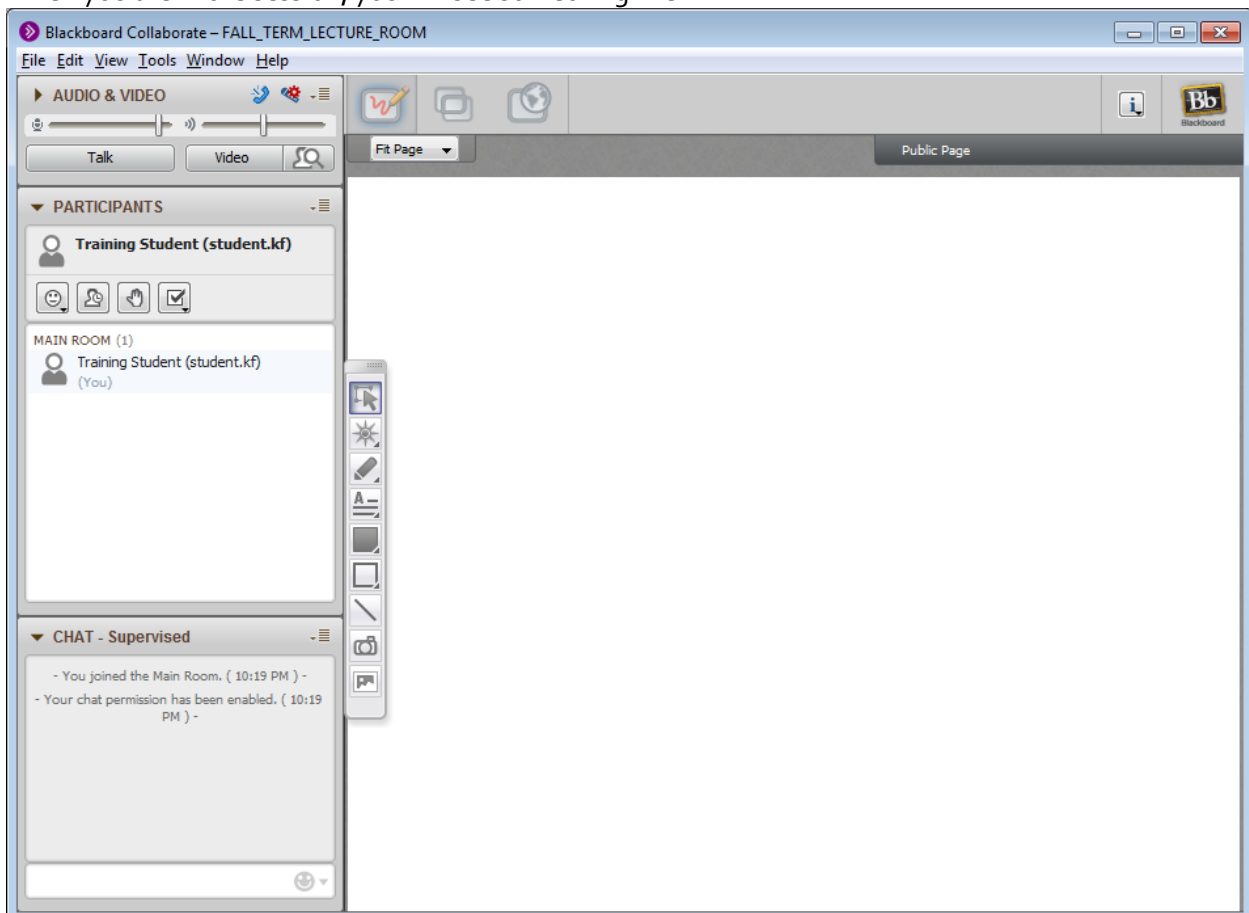 Blackboard Collaborate – FALL_TERM_LECTURE_ROOM
File Edit View Tools Window Help
AUDIO & VIDEO
Talk Video
PARTICIPANTS
Training Student (student.kf)
MAIN ROOM (1)
Training Student (student.kf)
(You)
CHAT - Supervised
- You joined the Main Room. ( 10:19 PM ) -
- Your chat permission has been enabled. ( 10:19
PM ) -
Fit Page
Public Page
i
Bb
Blackboard
A